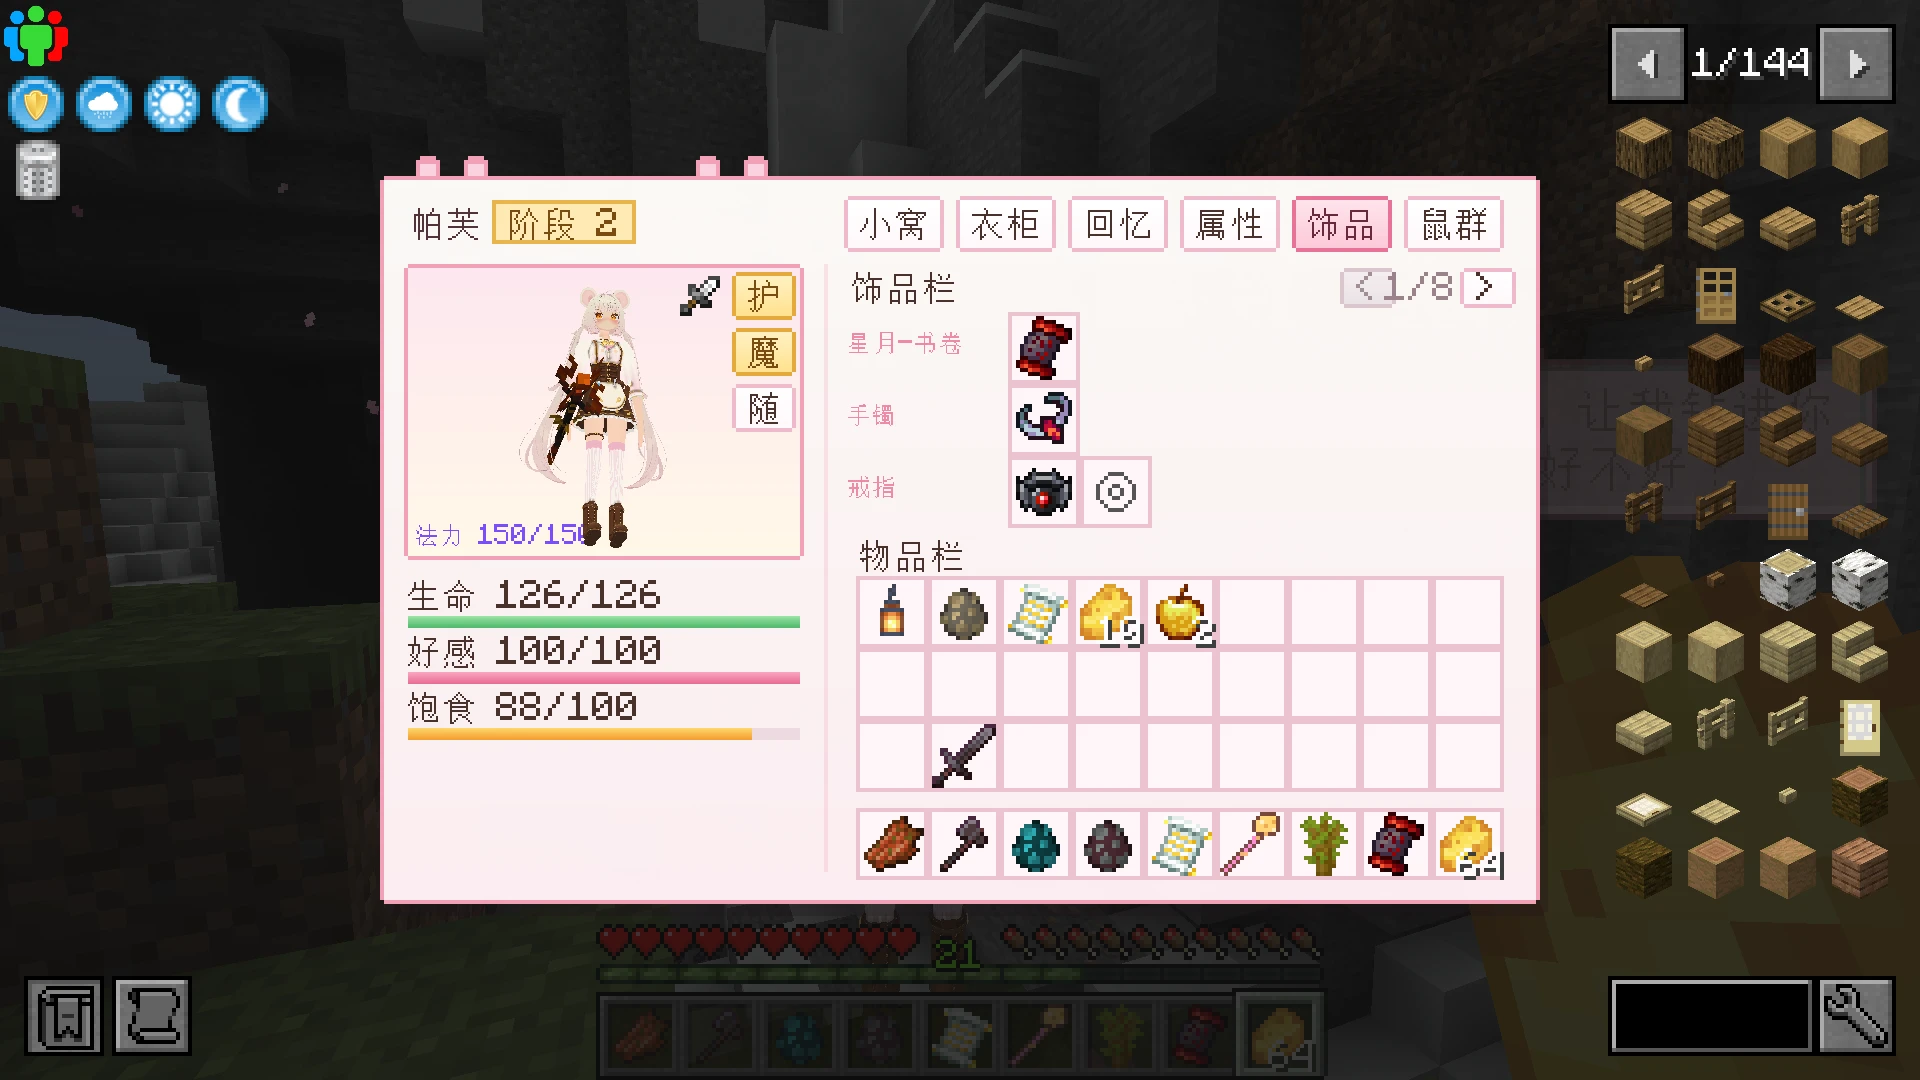 1/144
帕芙 阶段 2
小窝 衣柜 回忆 属性 饰品 鼠群
护
魔
随
法力 150/150
生命 126/126
好感 100/100
饱食 88/100
饰品栏
<1/8 >
星月-书卷
手镯
戒指
物品栏
21
64